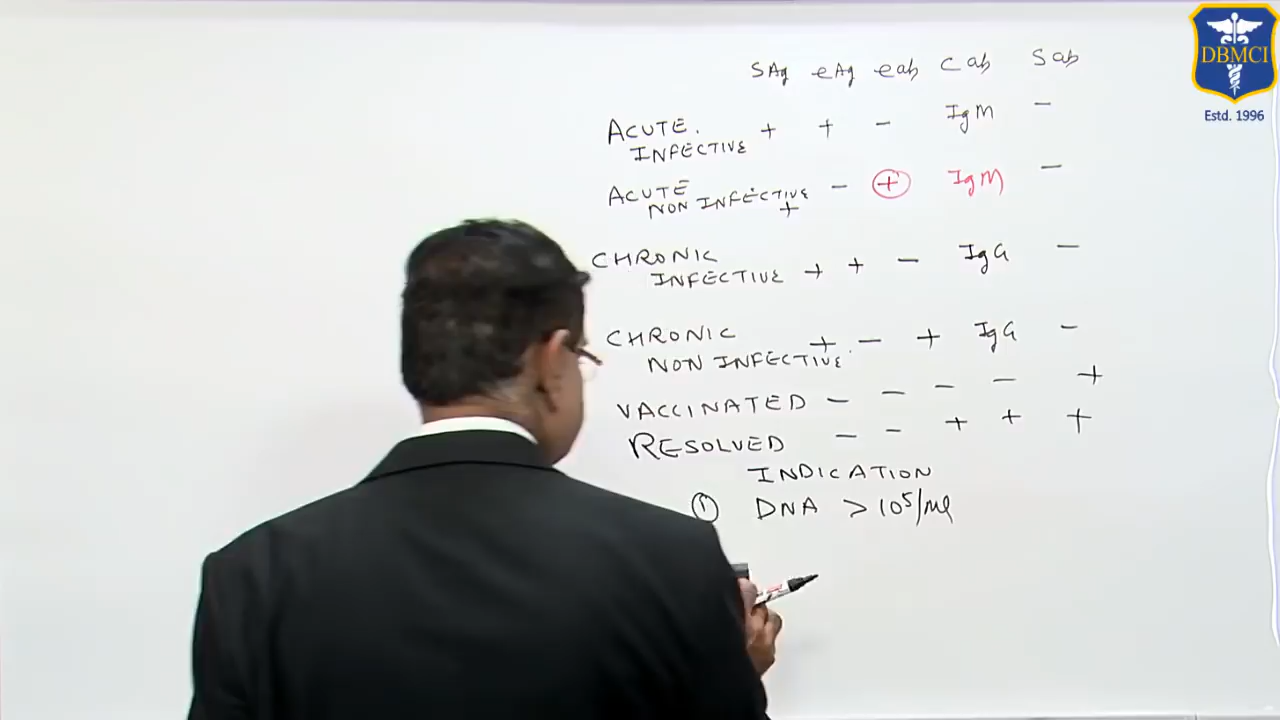 DBMCI
Estd. 1996
SAg eAg eab Cab Sab
ACUTE. + + - IgM -
INFECTIVE
ACUTE - + IgM -
NON INFECTIVE
+
CHRONIC + + - IgG -
INFECTIVE
CHRONIC + - + IgG -
NON INFECTIVE
VACCINATED - - - - +
RESOLVED - - + + +
INDICATION
① DNA > 10⁵/ml